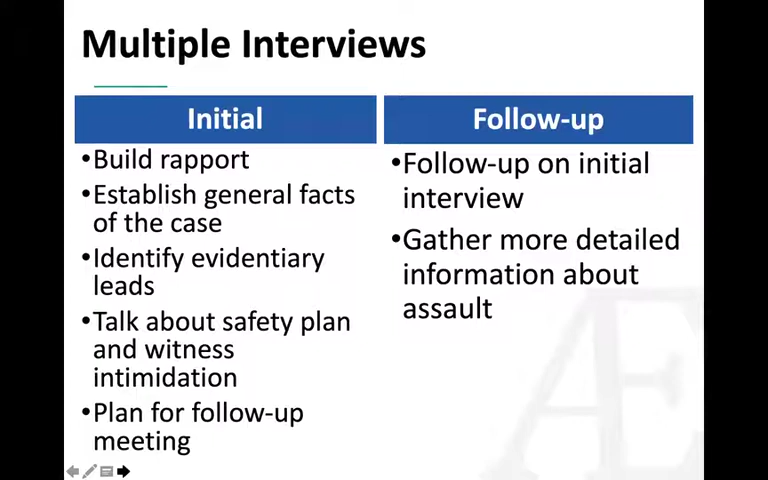 Multiple Interviews
Initial
•Build rapport
•Establish general facts
of the case
•Identify evidentiary
leads
•Talk about safety plan
and witness
intimidation
•Plan for follow-up
meeting
Follow-up
•Follow-up on initial
interview
•Gather more detailed
information about
assault
Æ